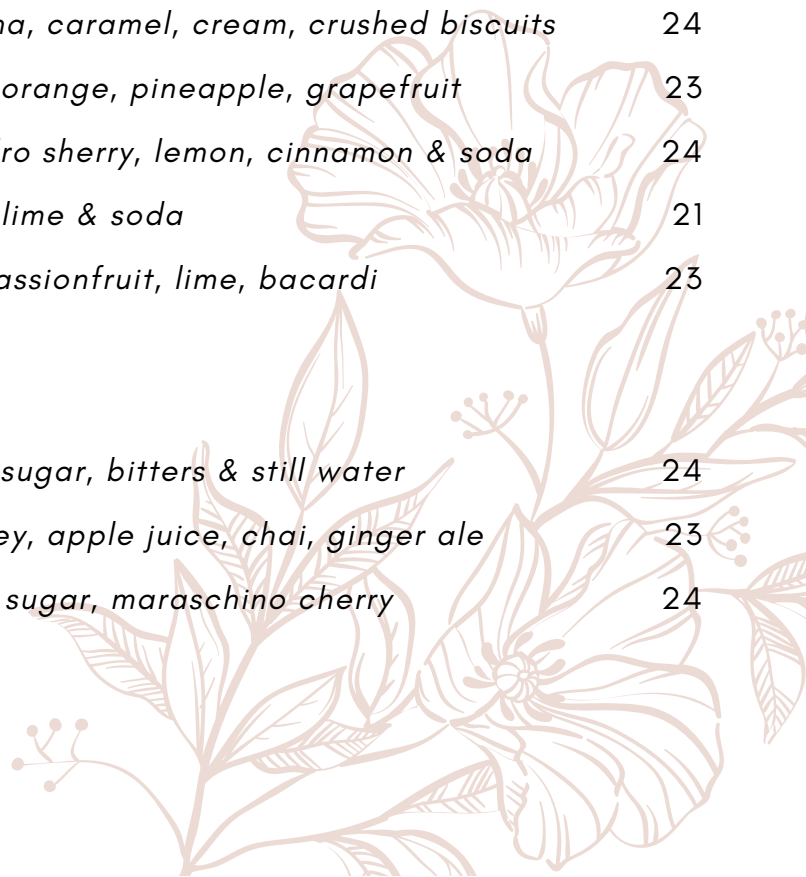 na, caramel, cream, crushed biscuits 24
orange, pineapple, grapefruit 23
ro sherry, lemon, cinnamon & soda 24
lime & soda 21
assionfruit, lime, bacardi 23
sugar, bitters & still water 24
ey, apple juice, chai, ginger ale 23
sugar, maraschino cherry 24